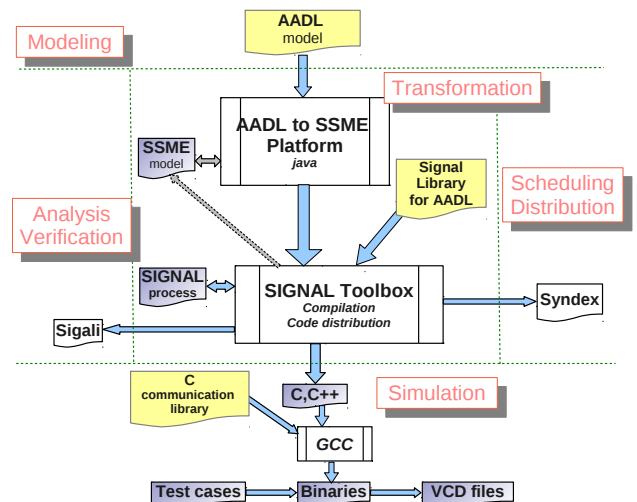 AADL
model
Modeling
Transformation
AADL to SSME
Platform
java
SSME
model
Signal
Library
for AADL
Scheduling
Distribution
Analysis
Verification
SIGNAL
process
SIGNAL Toolbox
Compilation
Code distribution
Syndex
Sigali
C
communication
library
C,C++
Simulation
GCC
Test cases
Binaries
VCD files